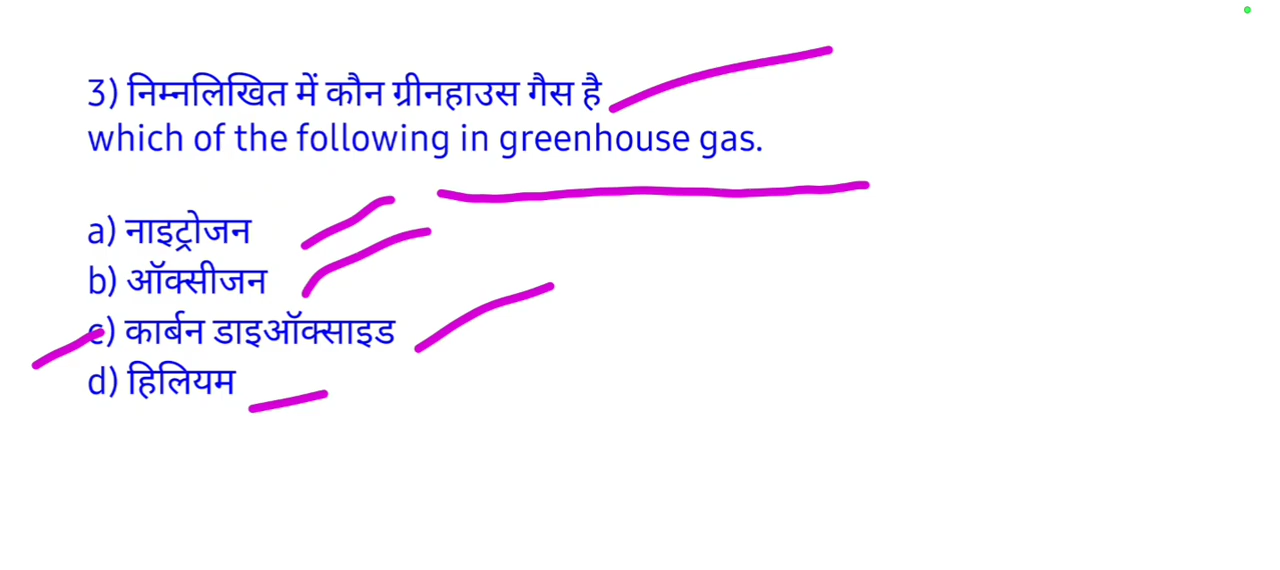 3) निम्नलिखित में कौन ग्रीनहाउस गैस है
which of the following in greenhouse gas.
a) नाइट्रोजन
b) ऑक्सीजन
c) कार्बन डाइऑक्साइड
d) हिलियम